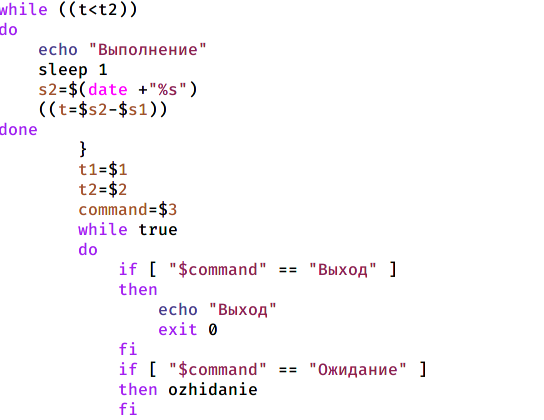 while ((t<t2))
do
    echo "Выполнение"
    sleep 1
    s2=$(date +"%s")
    ((t=$s2-$s1))
done
        }
        t1=$1
        t2=$2
        command=$3
        while true
        do
            if [ "$command" == "Выход" ]
            then
                echo "Выход"
                exit 0
            fi
            if [ "$command" == "Ожидание" ]
            then ozhidanie
            fi